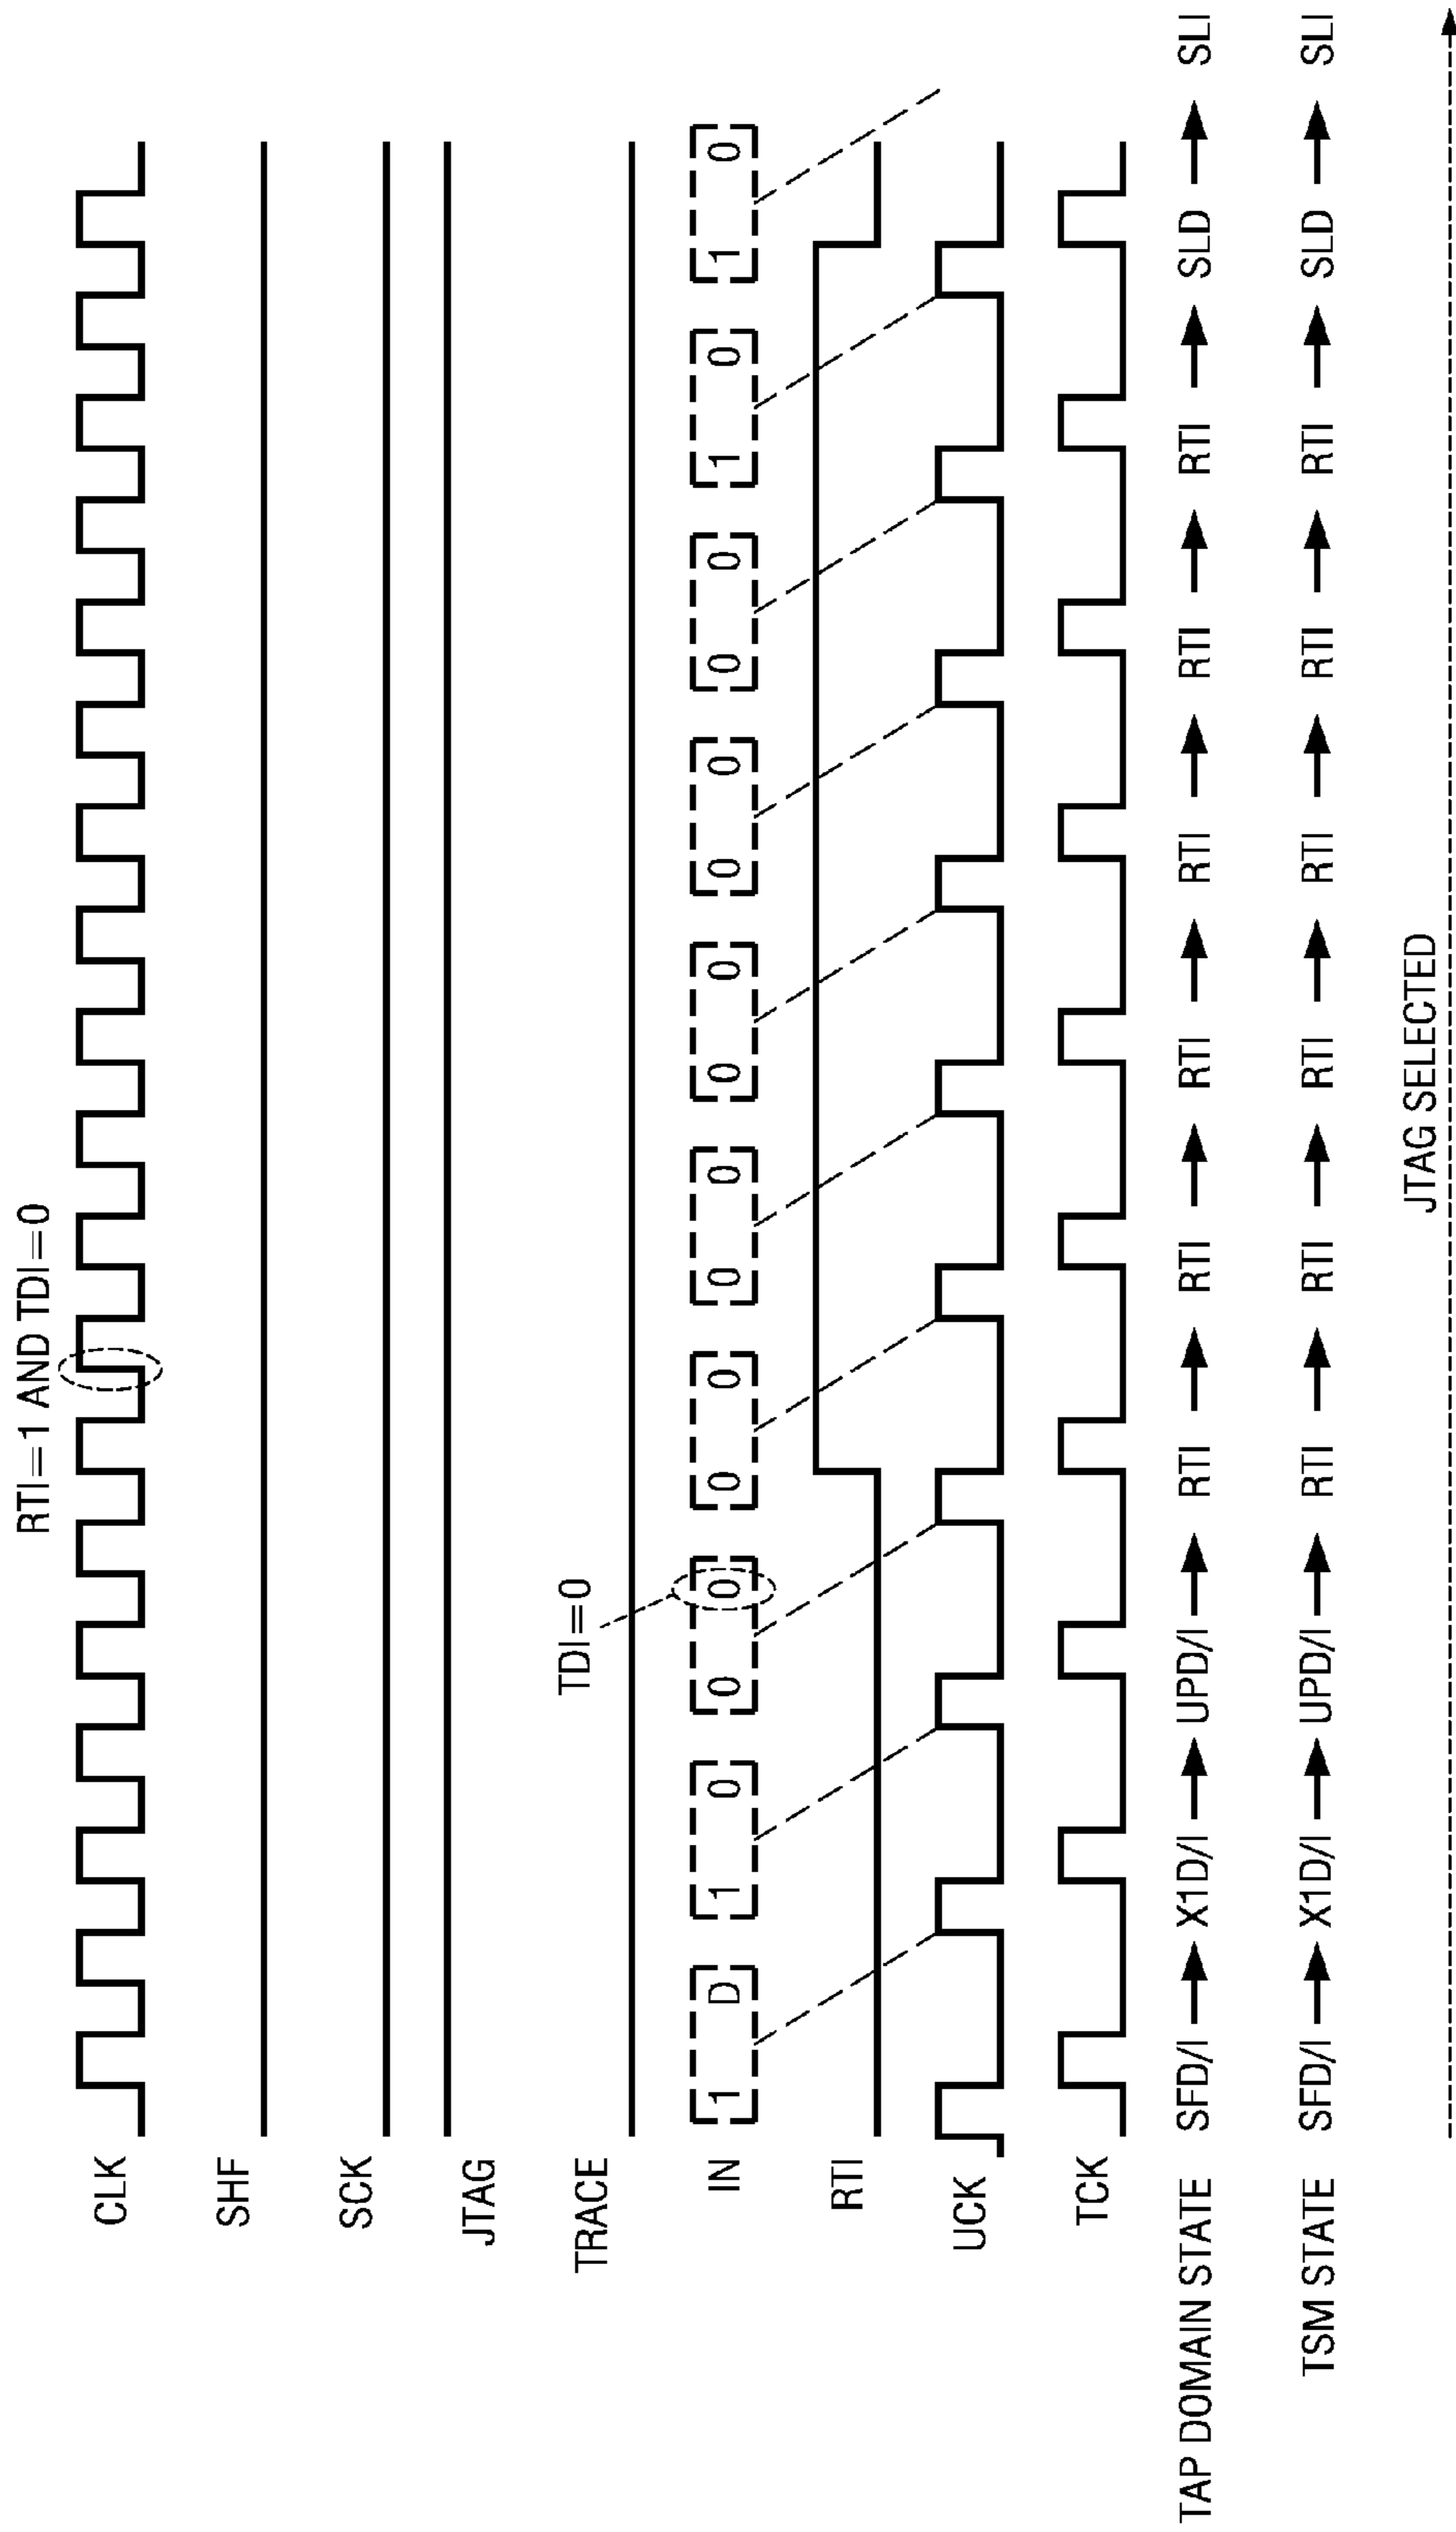 RTI=1 AND TDI=0
CLK
SHF
SCK
JTAG
TRACE
TDI=0
IN 1 D 1 0 0 0 0 0 0 0 0 0 0 0 0 0 1 0 1 0
RTI
UCK
TCK
TAP DOMAIN STATE SFD/I → X1D/I → UPD/I → RTI → RTI → RTI → RTI → RTI → RTI → SLD → SLI
TSM STATE SFD/I → X1D/I → UPD/I → RTI → RTI → RTI → RTI → RTI → RTI → SLD → SLI
JTAG SELECTED